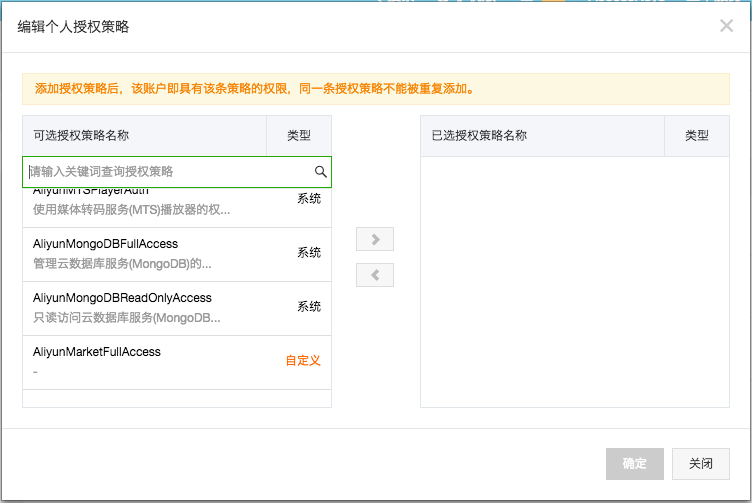 编辑个人授权策略
添加授权策略后，该账户即具有该条策略的权限，同一条授权策略不能被重复添加。
可选授权策略名称 类型
请输入关键词查询授权策略
AliyunMTSPlayerAuth 系统
使用媒体转码服务(MTS)播放器的权...
AliyunMongoDBFullAccess 系统
管理云数据库服务(MongoDB)的...
AliyunMongoDBReadOnlyAccess 系统
只读访问云数据库服务(MongoDB...
AliyunMarketFullAccess 自定义
-
已选授权策略名称 类型
确定 关闭